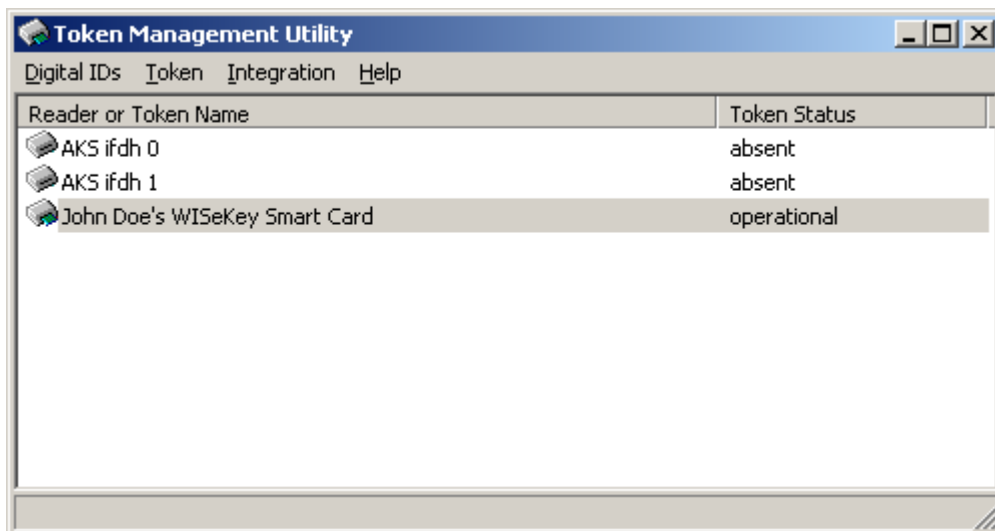 Token Management Utility
Digital IDs Token Integration Help
Reader or Token Name Token Status
AKS ifdh 0 absent
AKS ifdh 1 absent
John Doe's WISeKey Smart Card operational